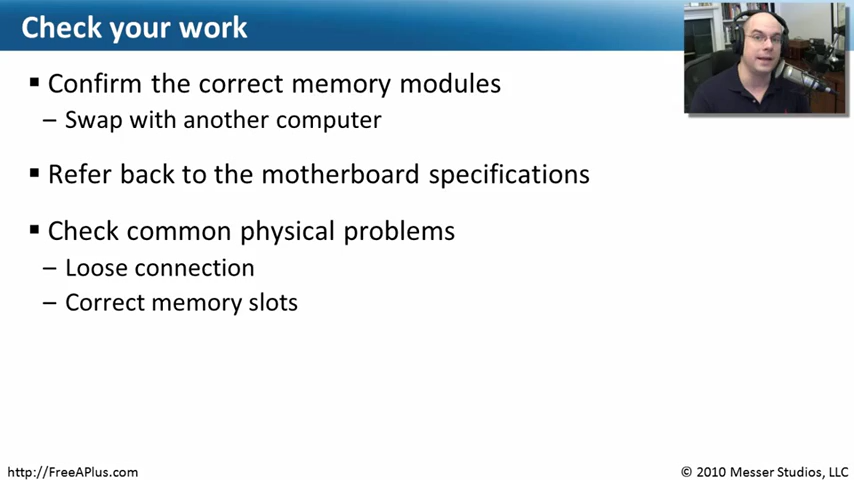 Check your work
▪ Confirm the correct memory modules
– Swap with another computer
▪ Refer back to the motherboard specifications
▪ Check common physical problems
– Loose connection
– Correct memory slots
http://FreeAPlus.com
© 2010 Messer Studios, LLC